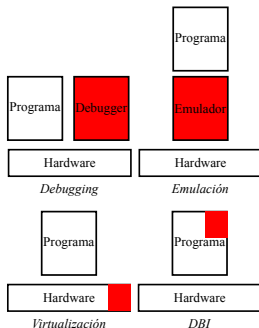 Programa
Programa Debugger Emulador
Hardware Hardware
Debugging Emulación
Programa Programa
Hardware Hardware
Virtualización DBI